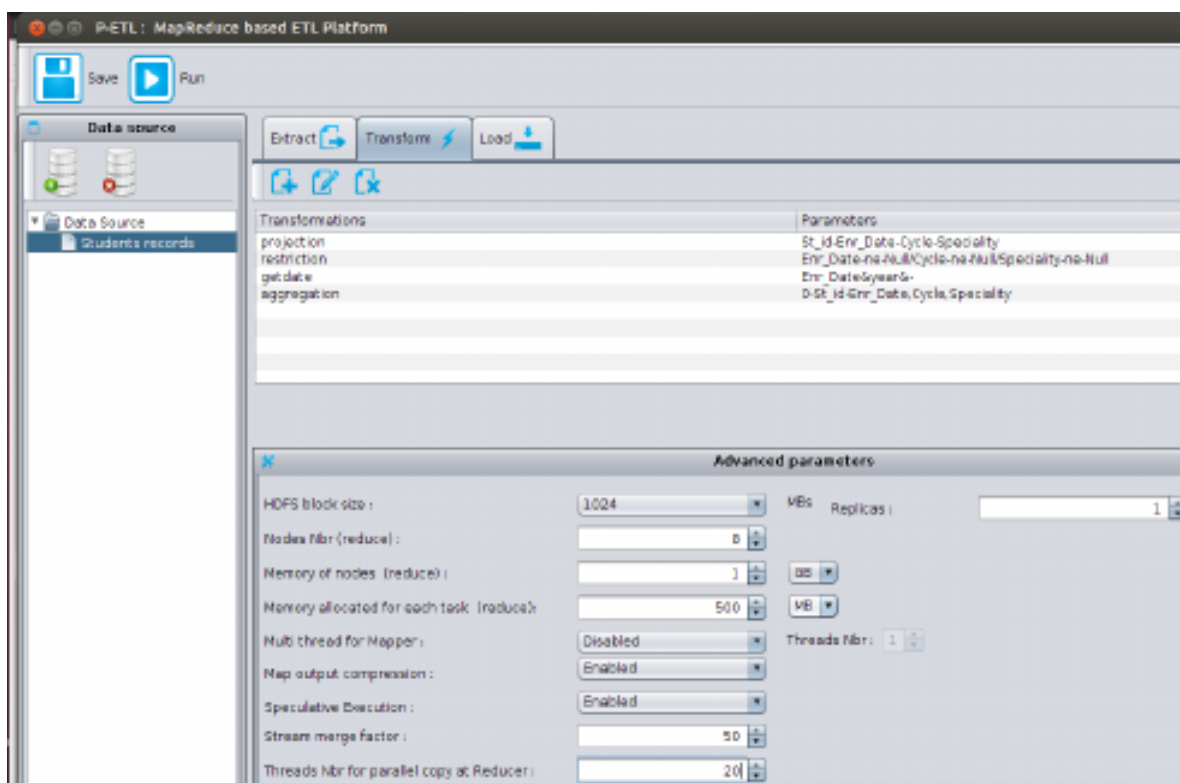 P-ETL : MapReduce based ETL Platform
Save Run
Data source
Extract Transform Load
Data Source
Students records
Transformations Parameters
projection St_id-Enr_Date-Cycle-Speciality
restriction Enr_Date-ne-Null/Cycle-ne-Null/Speciality-ne-Null
getdate Enr_Date&year&-
aggregation 0-St_id-Enr_Date,Cycle,Speciality
Advanced parameters
HDFS block size : 1024 MBs Replicas : 1
Nodes Nbr (reduce) : 8
Memory of nodes (reduce) : 1 GB
Memory allocated for each task (reduce): 500 MB
Multi thread for Mapper : Disabled Threads Nbr : 1
Map output compression : Enabled
Speculative Execution : Enabled
Stream merge factor : 50
Threads Nbr for parallel copy at Reducer : 20